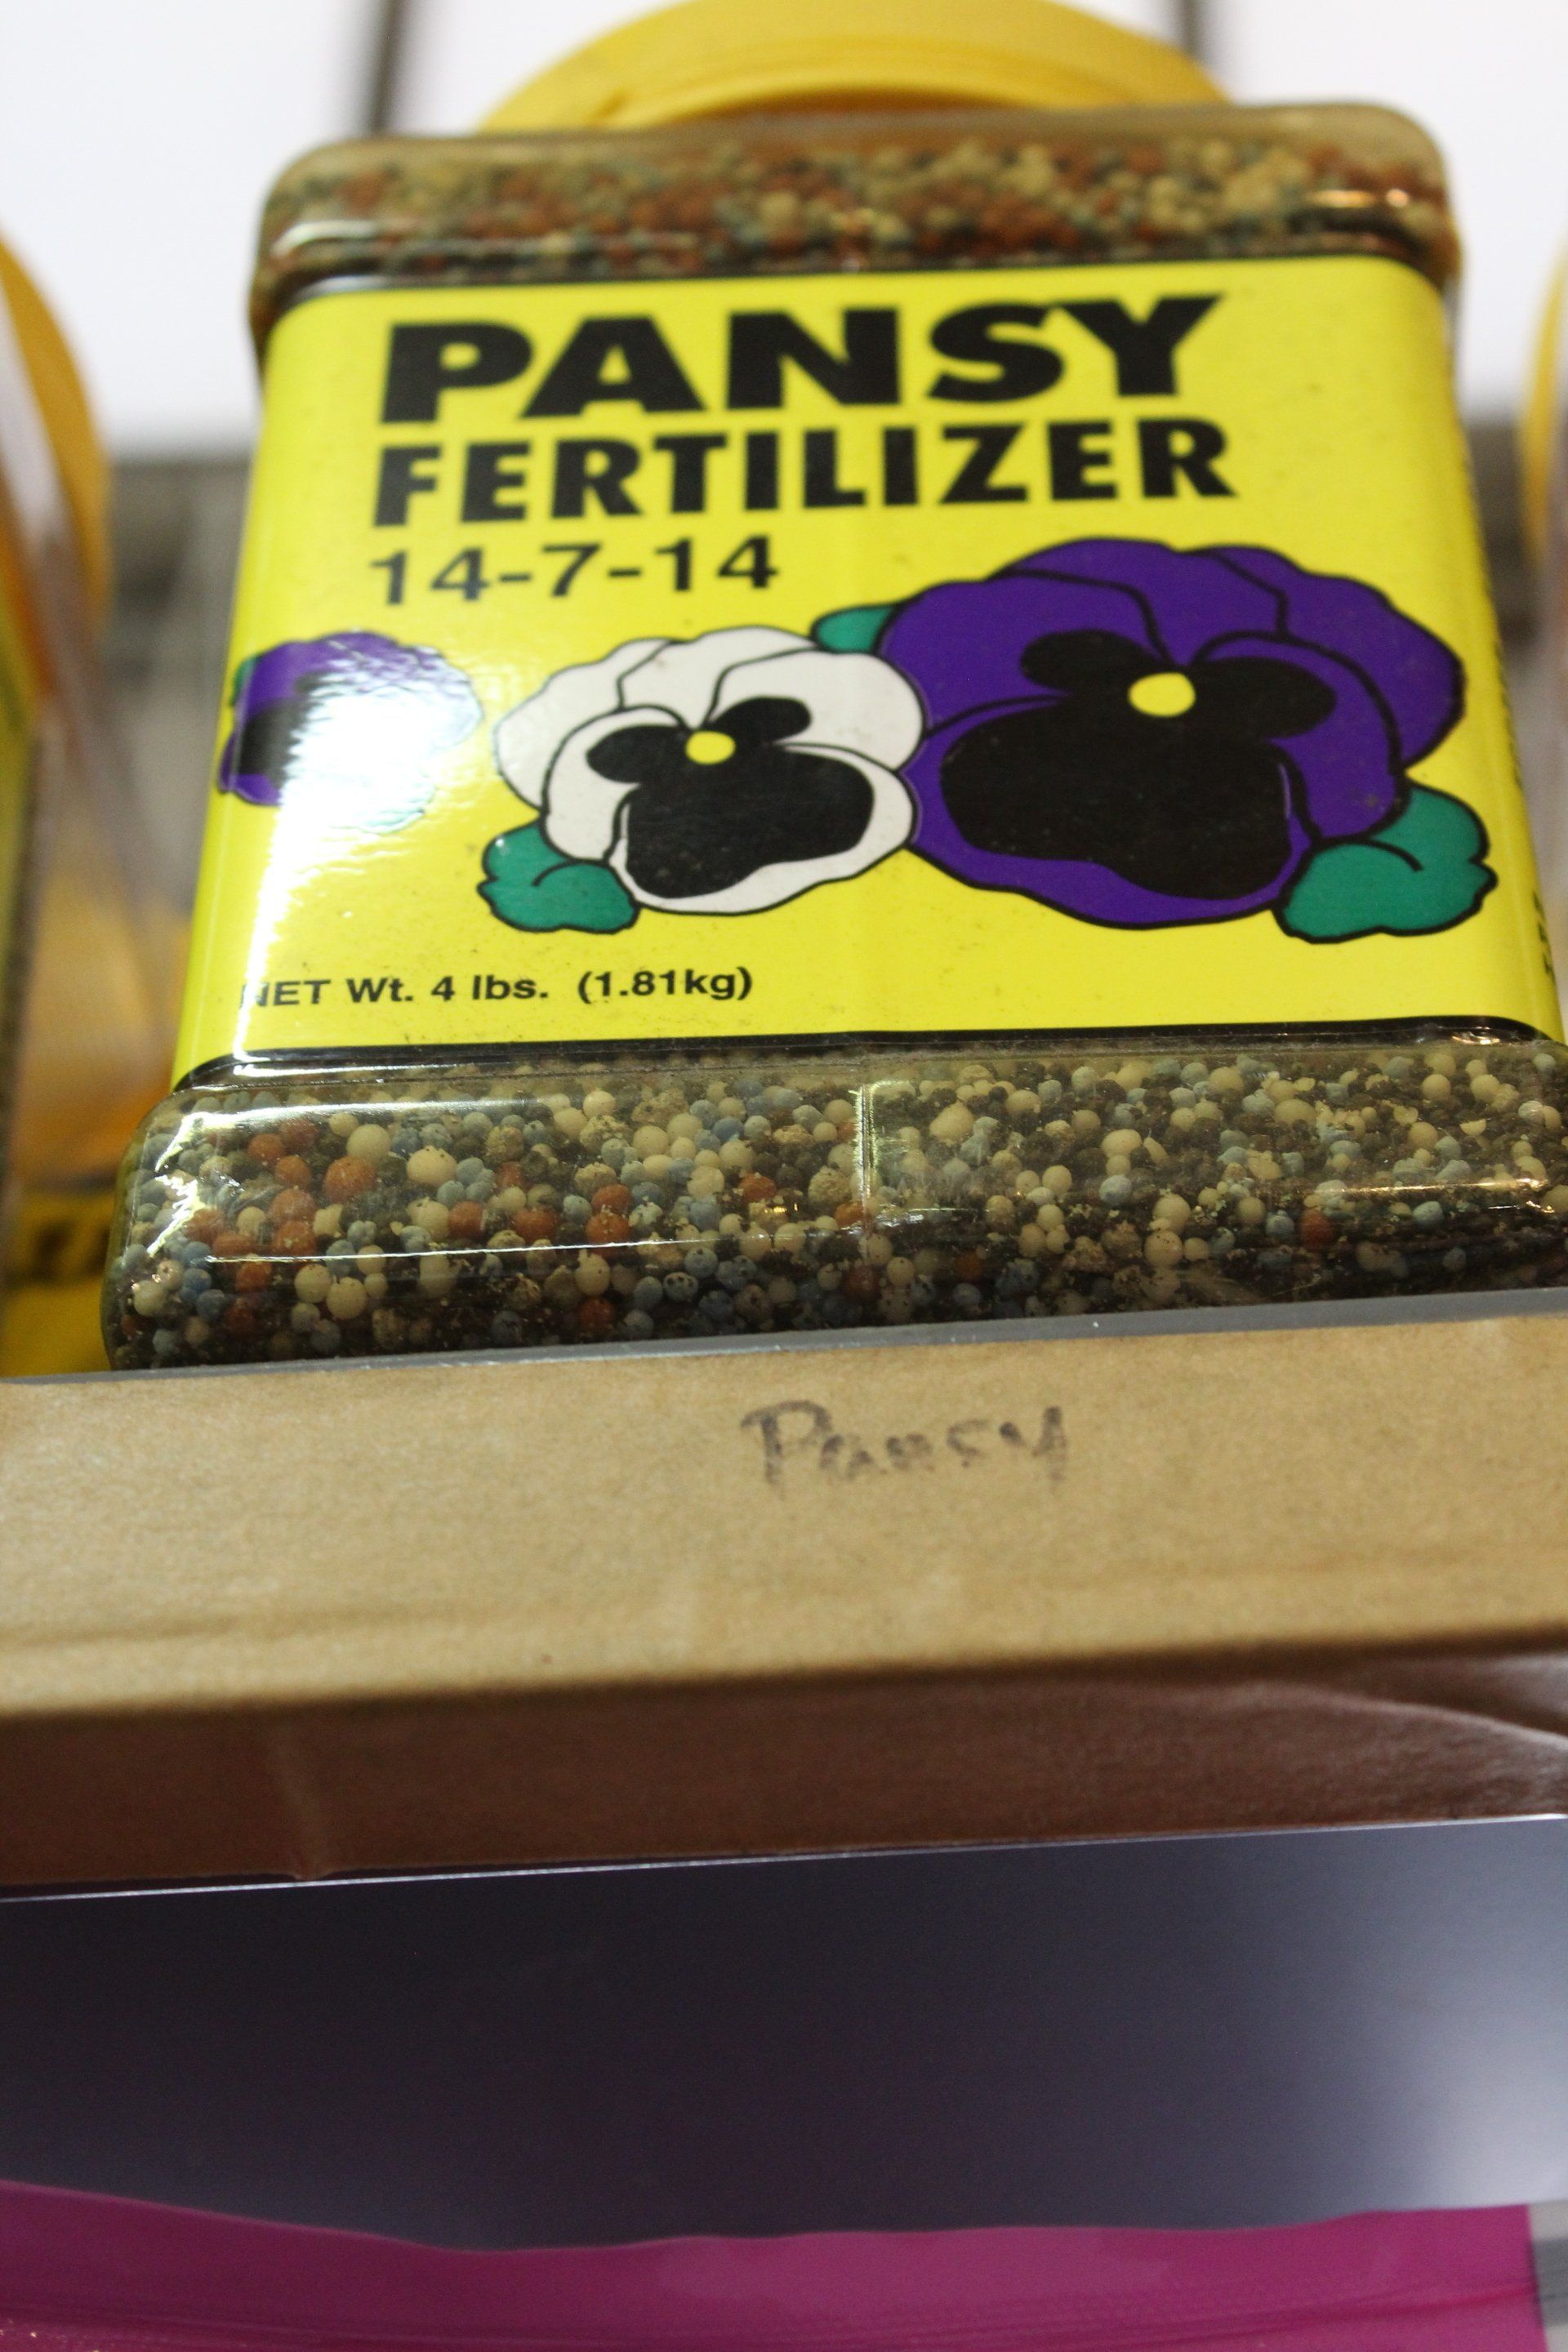 PANSY
FERTILIZER
14-7-14
NET Wt. 4 lbs. (1.81kg)
Pansy